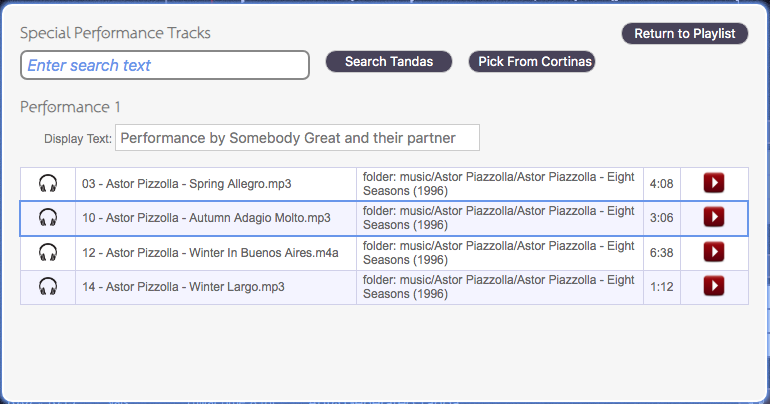 Special Performance Tracks
Return to Playlist
Enter search text
Search Tandas
Pick From Cortinas
Performance 1
Display Text: Performance by Somebody Great and their partner
03 - Astor Pizzolla - Spring Allegro.mp3
folder: music/Astor Piazzolla/Astor Piazzolla - Eight
Seasons (1996)
4:08
10 - Astor Pizzolla - Autumn Adagio Molto.mp3
folder: music/Astor Piazzolla/Astor Piazzolla - Eight
Seasons (1996)
3:06
12 - Astor Pizzolla - Winter In Buenos Aires.m4a
folder: music/Astor Piazzolla/Astor Piazzolla - Eight
Seasons (1996)
6:38
14 - Astor Pizzolla - Winter Largo.mp3
folder: music/Astor Piazzolla/Astor Piazzolla - Eight
Seasons (1996)
1:12